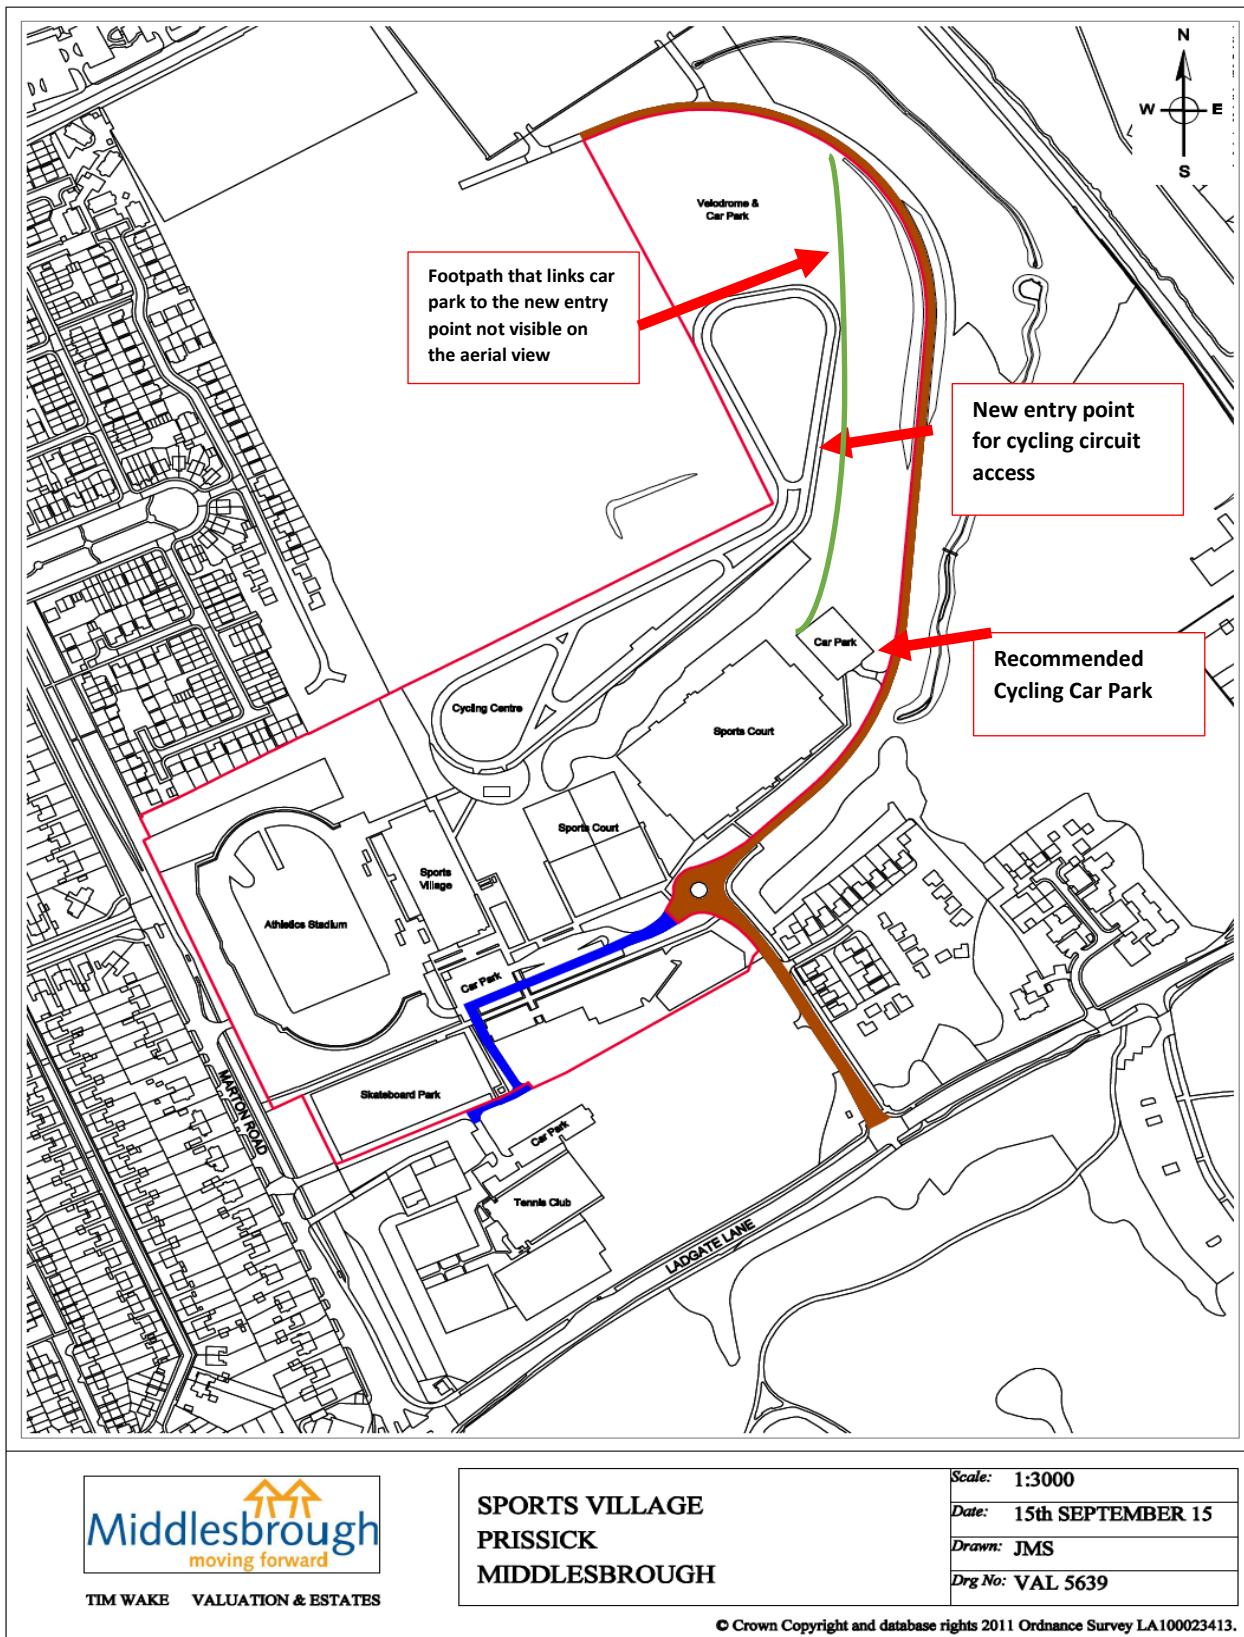 N
W E
S
Velodrome &
Car Park
Footpath that links car
park to the new entry
point not visible on
the aerial view
New entry point
for cycling circuit
access
Car Park
Recommended
Cycling Car Park
Cycling Centre
Sports Court
Sports Court
Sports
Village
Athletics Stadium
Car Park
Skateboard Park
MARTON ROAD
Car Park
Tennis Club
LADGATE LANE
Middlesbrough
moving forward
TIM WAKE VALUATION & ESTATES
SPORTS VILLAGE
PRISSICK
MIDDLESBROUGH
Scale: 1:3000
Date: 15th SEPTEMBER 15
Drawn: JMS
Drg No: VAL 5639
© Crown Copyright and database rights 2011 Ordnance Survey LA100023413.